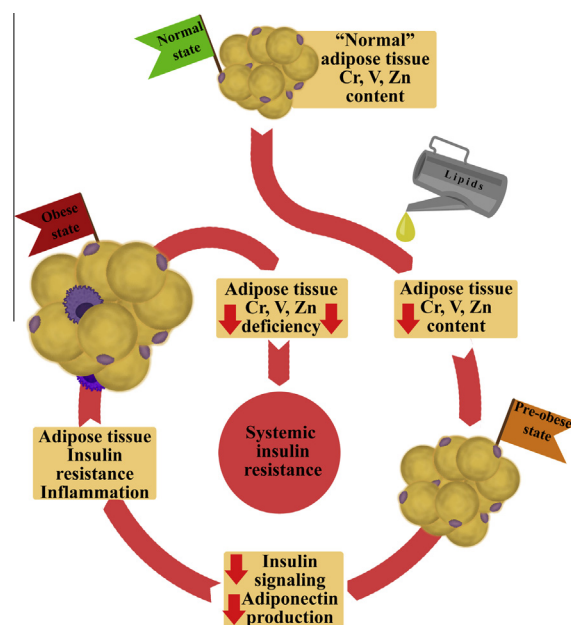 Normal
state
“Normal”
adipose tissue
Cr, V, Zn
content
Lipids
Obese
state
Adipose tissue
Cr, V, Zn
deficiency
Adipose tissue
Cr, V, Zn
content
Pre-obese
state
Systemic
insulin
resistance
Adipose tissue
Insulin
resistance
Inflammation
Insulin
signaling
Adiponectin
production